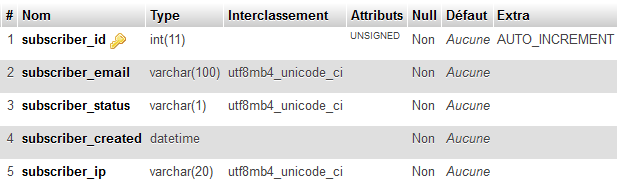 # Nom Type Interclassement Attributs Null Défaut Extra
1 subscriber_id int(11) UNSIGNED Non Aucune AUTO_INCREMENT
2 subscriber_email varchar(100) utf8mb4_unicode_ci Non Aucune
3 subscriber_status varchar(1) utf8mb4_unicode_ci Non Aucune
4 subscriber_created datetime Non Aucune
5 subscriber_ip varchar(20) utf8mb4_unicode_ci Non Aucune